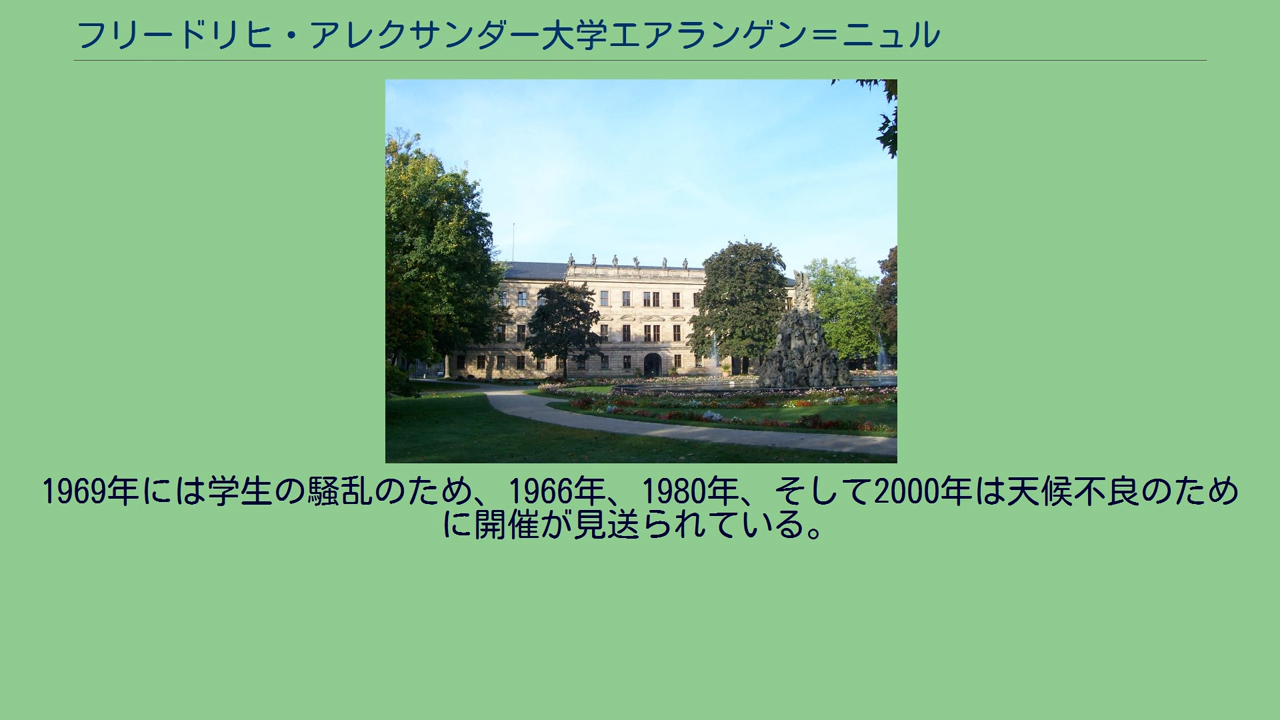 フリードリヒ・アレクサンダー大学エアランゲン＝ニュル
1969年には学生の騒乱のため、1966年、1980年、そして2000年は天候不良のため
に開催が見送られている。